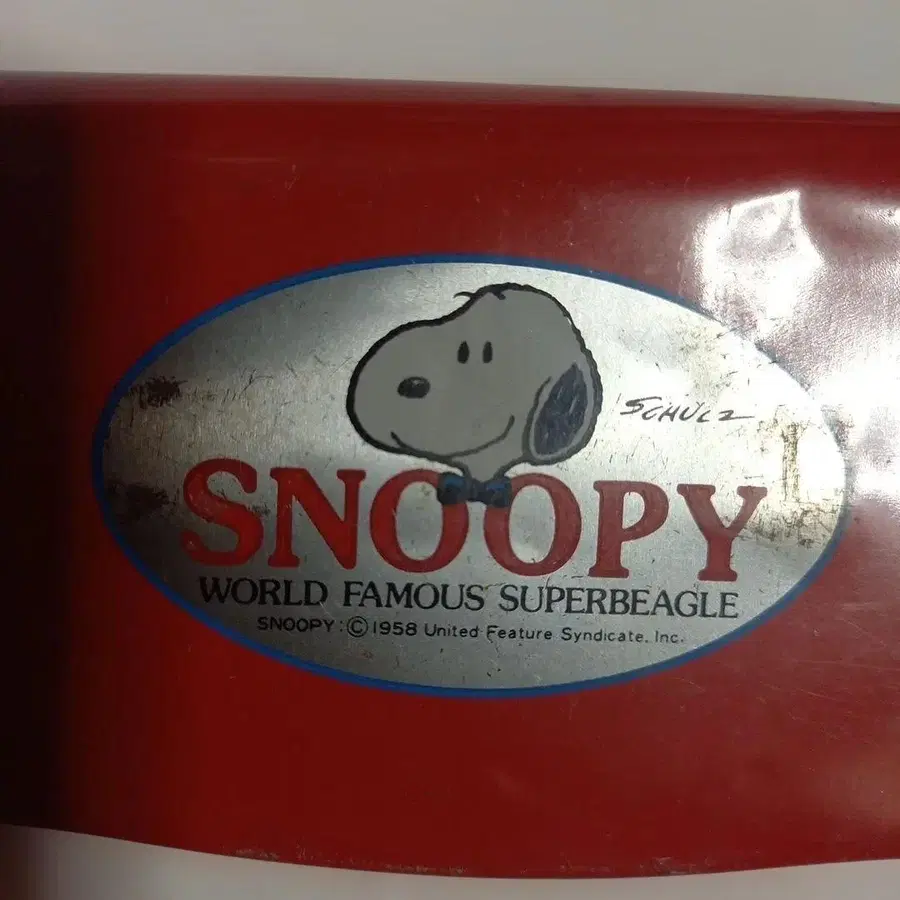 SCHULZ
SNOOPY
WORLD FAMOUS SUPERBEAGLE
SNOOPY:©1958 United Feature Syndicate, Inc.